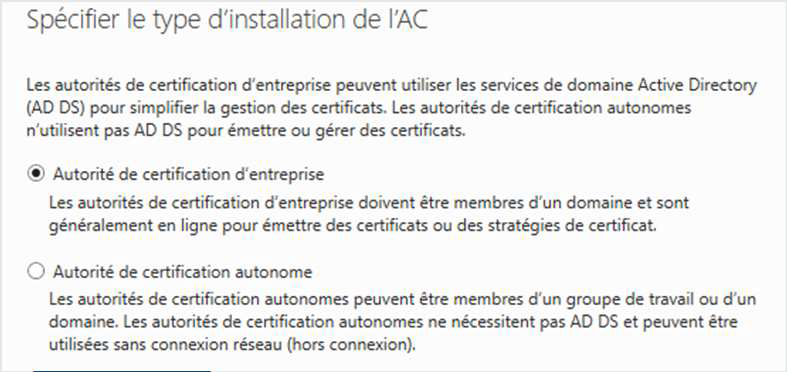 Spécifier le type d’installation de l’AC
Les autorités de certification d’entreprise peuvent utiliser les services de domaine Active Directory
(AD DS) pour simplifier la gestion des certificats. Les autorités de certification autonomes
n’utilisent pas AD DS pour émettre ou gérer des certificats.
Autorité de certification d’entreprise
Les autorités de certification d’entreprise doivent être membres d’un domaine et sont
généralement en ligne pour émettre des certificats ou des stratégies de certificat.
Autorité de certification autonome
Les autorités de certification autonomes peuvent être membres d’un groupe de travail ou d’un
domaine. Les autorités de certification autonomes ne nécessitent pas AD DS et peuvent être
utilisées sans connexion réseau (hors connexion).